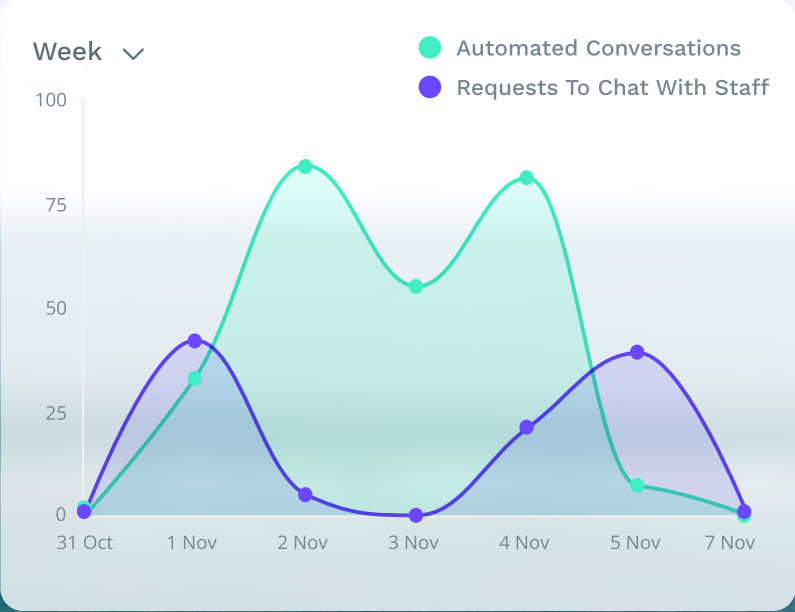 Week
Automated Conversations
Requests To Chat With Staff
100
75
50
25
0
31 Oct 1 Nov 2 Nov 3 Nov 4 Nov 5 Nov 7 Nov